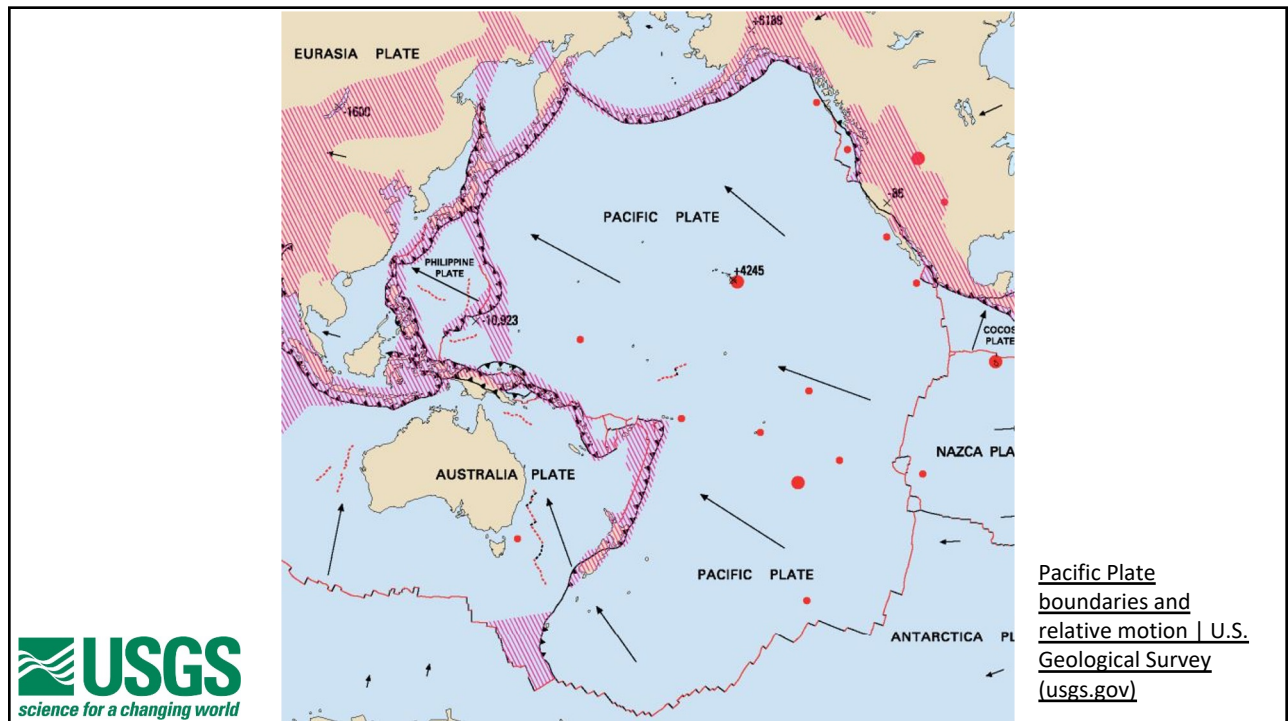 +6189
EURASIA PLATE
-1600
PACIFIC PLATE
-86
PHILIPPINE
PLATE
+4245
-10,923
COCOS
PLATE
AUSTRALIA PLATE
NAZCA PLA
PACIFIC PLATE
ANTARCTICA PL
Pacific Plate
boundaries and
relative motion | U.S.
Geological Survey
(usgs.gov)
USGS
science for a changing world